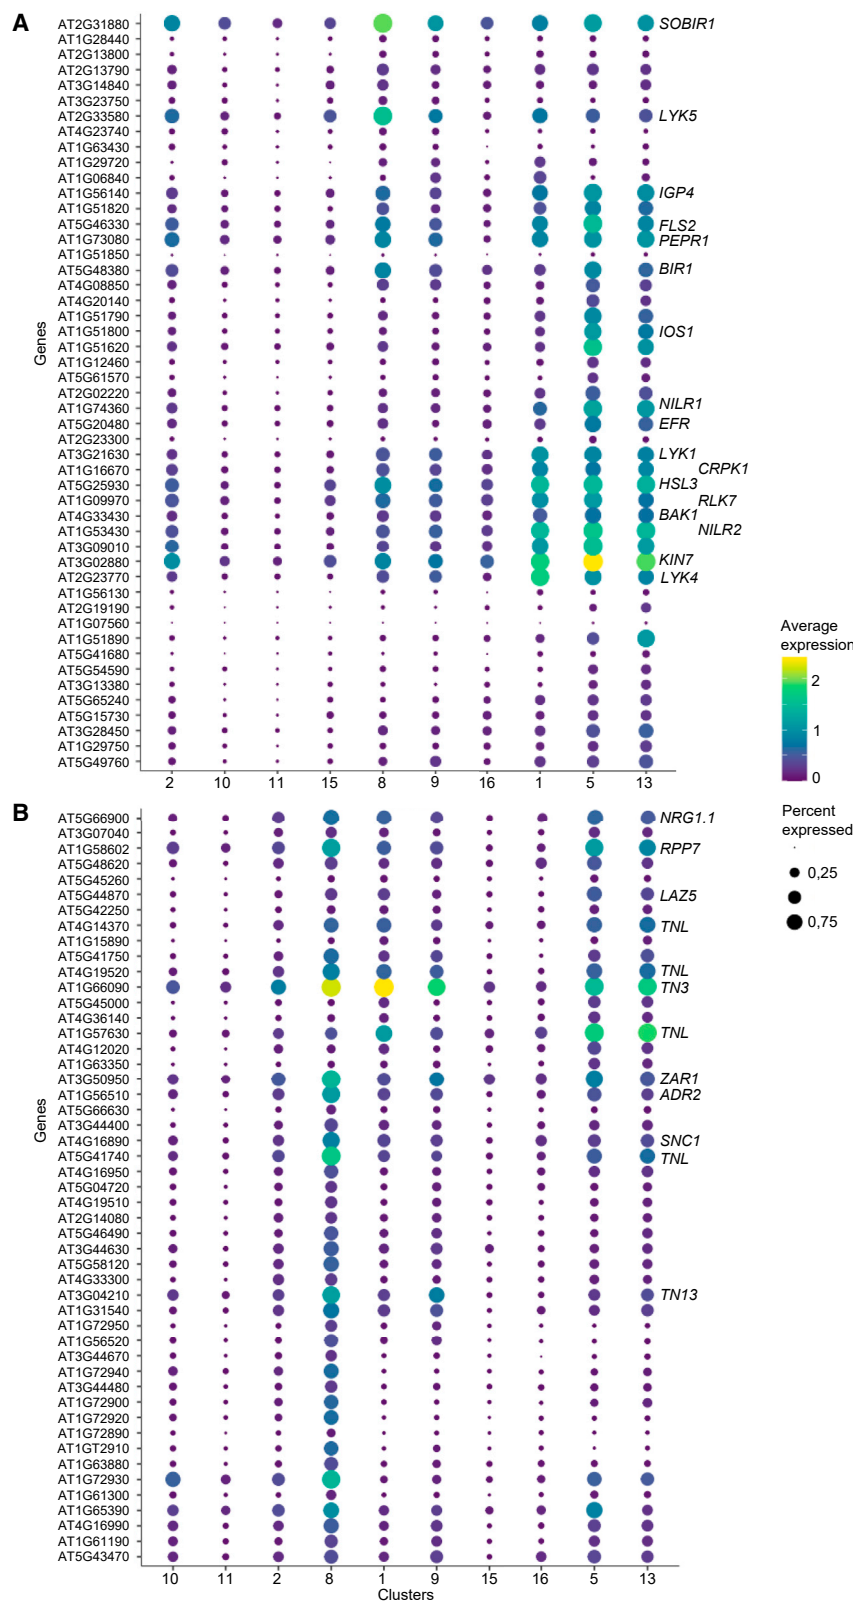 A
AT2G31880 SOBIR1
AT1G28440
AT2G13800
AT2G13790
AT3G14840
AT3G23750
AT2G33580 LYK5
AT4G23740
AT1G63430
AT1G29720
AT1G06840
AT1G56140 IGP4
AT1G51820
AT5G46330 FLS2
AT1G73080 PEPR1
AT1G51850
AT5G48380 BIR1
AT4G08850
AT4G20140
AT1G51790
AT1G51800 IOS1
AT1G51620
AT1G12460
AT5G61570
AT2G02220
AT1G74360 NILR1
AT5G20480 EFR
AT2G23300
AT3G21630 LYK1
AT1G16670 CRPK1
AT5G25930 HSL3
AT1G09970 RLK7
AT4G33430 BAK1
AT1G53430 NILR2
AT3G09010
AT3G02880 KIN7
AT2G23770 LYK4
AT1G56130
AT2G19190
AT1G07560
AT1G51890
AT5G41680
AT5G54590
AT3G13380
AT5G65240
AT5G15730
AT3G28450
AT1G29750
AT5G49760
Genes
2 10 11 15 8 9 16 1 5 13
Average
expression
2
1
0
Percent
expressed
0,25
0,75
B
AT5G66900 NRG1.1
AT3G07040
AT1G58602 RPP7
AT5G48620
AT5G45260
AT5G44870 LAZ5
AT5G42250
AT4G14370 TNL
AT1G15890
AT5G41750
AT4G19520 TNL
AT1G66090 TN3
AT5G45000
AT4G36140
AT1G57630 TNL
AT4G12020
AT1G63350
AT3G50950 ZAR1
AT1G56510 ADR2
AT5G66630
AT3G44400
AT4G16890 SNC1
AT5G41740 TNL
AT4G16950
AT5G04720
AT4G19510
AT2G14080
AT5G46490
AT3G44630
AT5G58120
AT4G33300
AT3G04210 TN13
AT1G31540
AT1G72950
AT1G56520
AT3G44670
AT1G72940
AT3G44480
AT1G72900
AT1G72920
AT1G72890
AT1GT2910
AT1G63880
AT1G72930
AT1G61300
AT1G65390
AT4G16990
AT1G61190
AT5G43470
Genes
10 11 2 8 1 9 15 16 5 13
Clusters